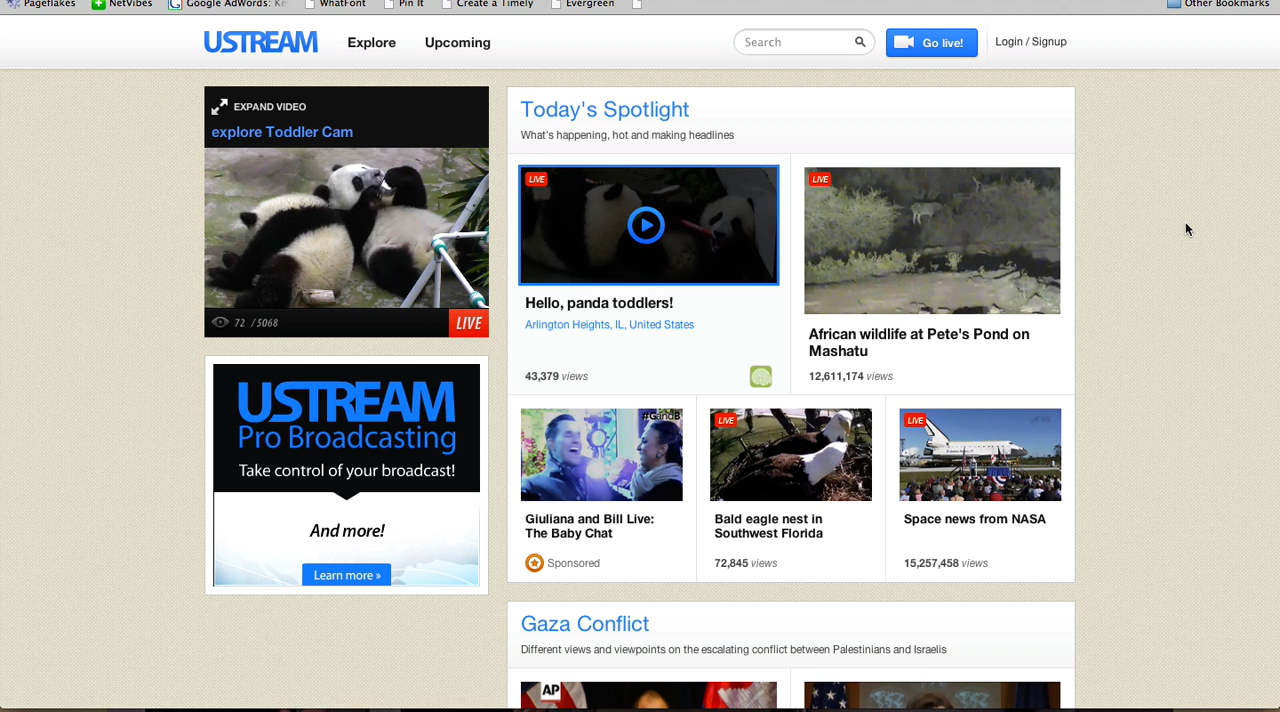 Pageflakes NetVibes Google AdWords: Ke WhatFont Pin It Create a Timely Evergreen Other Bookmarks
USTREAM Explore Upcoming Search Go live! Login / Signup
EXPAND VIDEO
explore Toddler Cam
72 / 5068 LIVE
USTREAM
Pro Broadcasting
Take control of your broadcast!
And more!
Learn more »
Today's Spotlight
What's happening, hot and making headlines
LIVE
Hello, panda toddlers!
Arlington Heights, IL, United States
43,379 views
LIVE
African wildlife at Pete's Pond on
Mashatu
12,611,174 views
#GandB
Giuliana and Bill Live:
The Baby Chat
Sponsored
LIVE
Bald eagle nest in
Southwest Florida
72,845 views
LIVE
Space news from NASA
15,257,458 views
Gaza Conflict
Different views and viewpoints on the escalating conflict between Palestinians and Israelis
AP